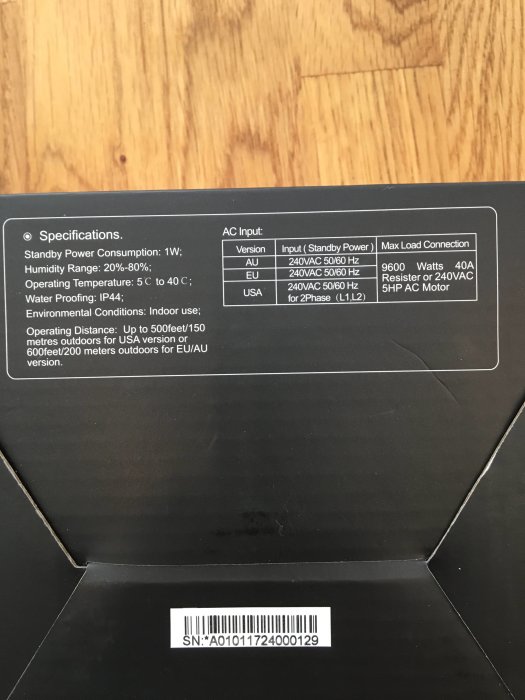 Specifications.
Standby Power Consumption: 1W;
Humidity Range: 20%-80%;
Operating Temperature: 5℃ to 40℃;
Water Proofing: IP44;
Environmental Conditions: Indoor use;
Operating Distance: Up to 500feet/150
metres outdoors for USA version or
600feet/200 meters outdoors for EU/AU
version.
AC Input:
Version Input ( Standby Power ) Max Load Connection
AU 240VAC 50/60 Hz
EU 240VAC 50/60 Hz
USA 240VAC 50/60 Hz
for 2Phase (L1,L2)
9600 Watts 40A
Resister or 240VAC
5HP AC Motor
SN:*A01011724000129